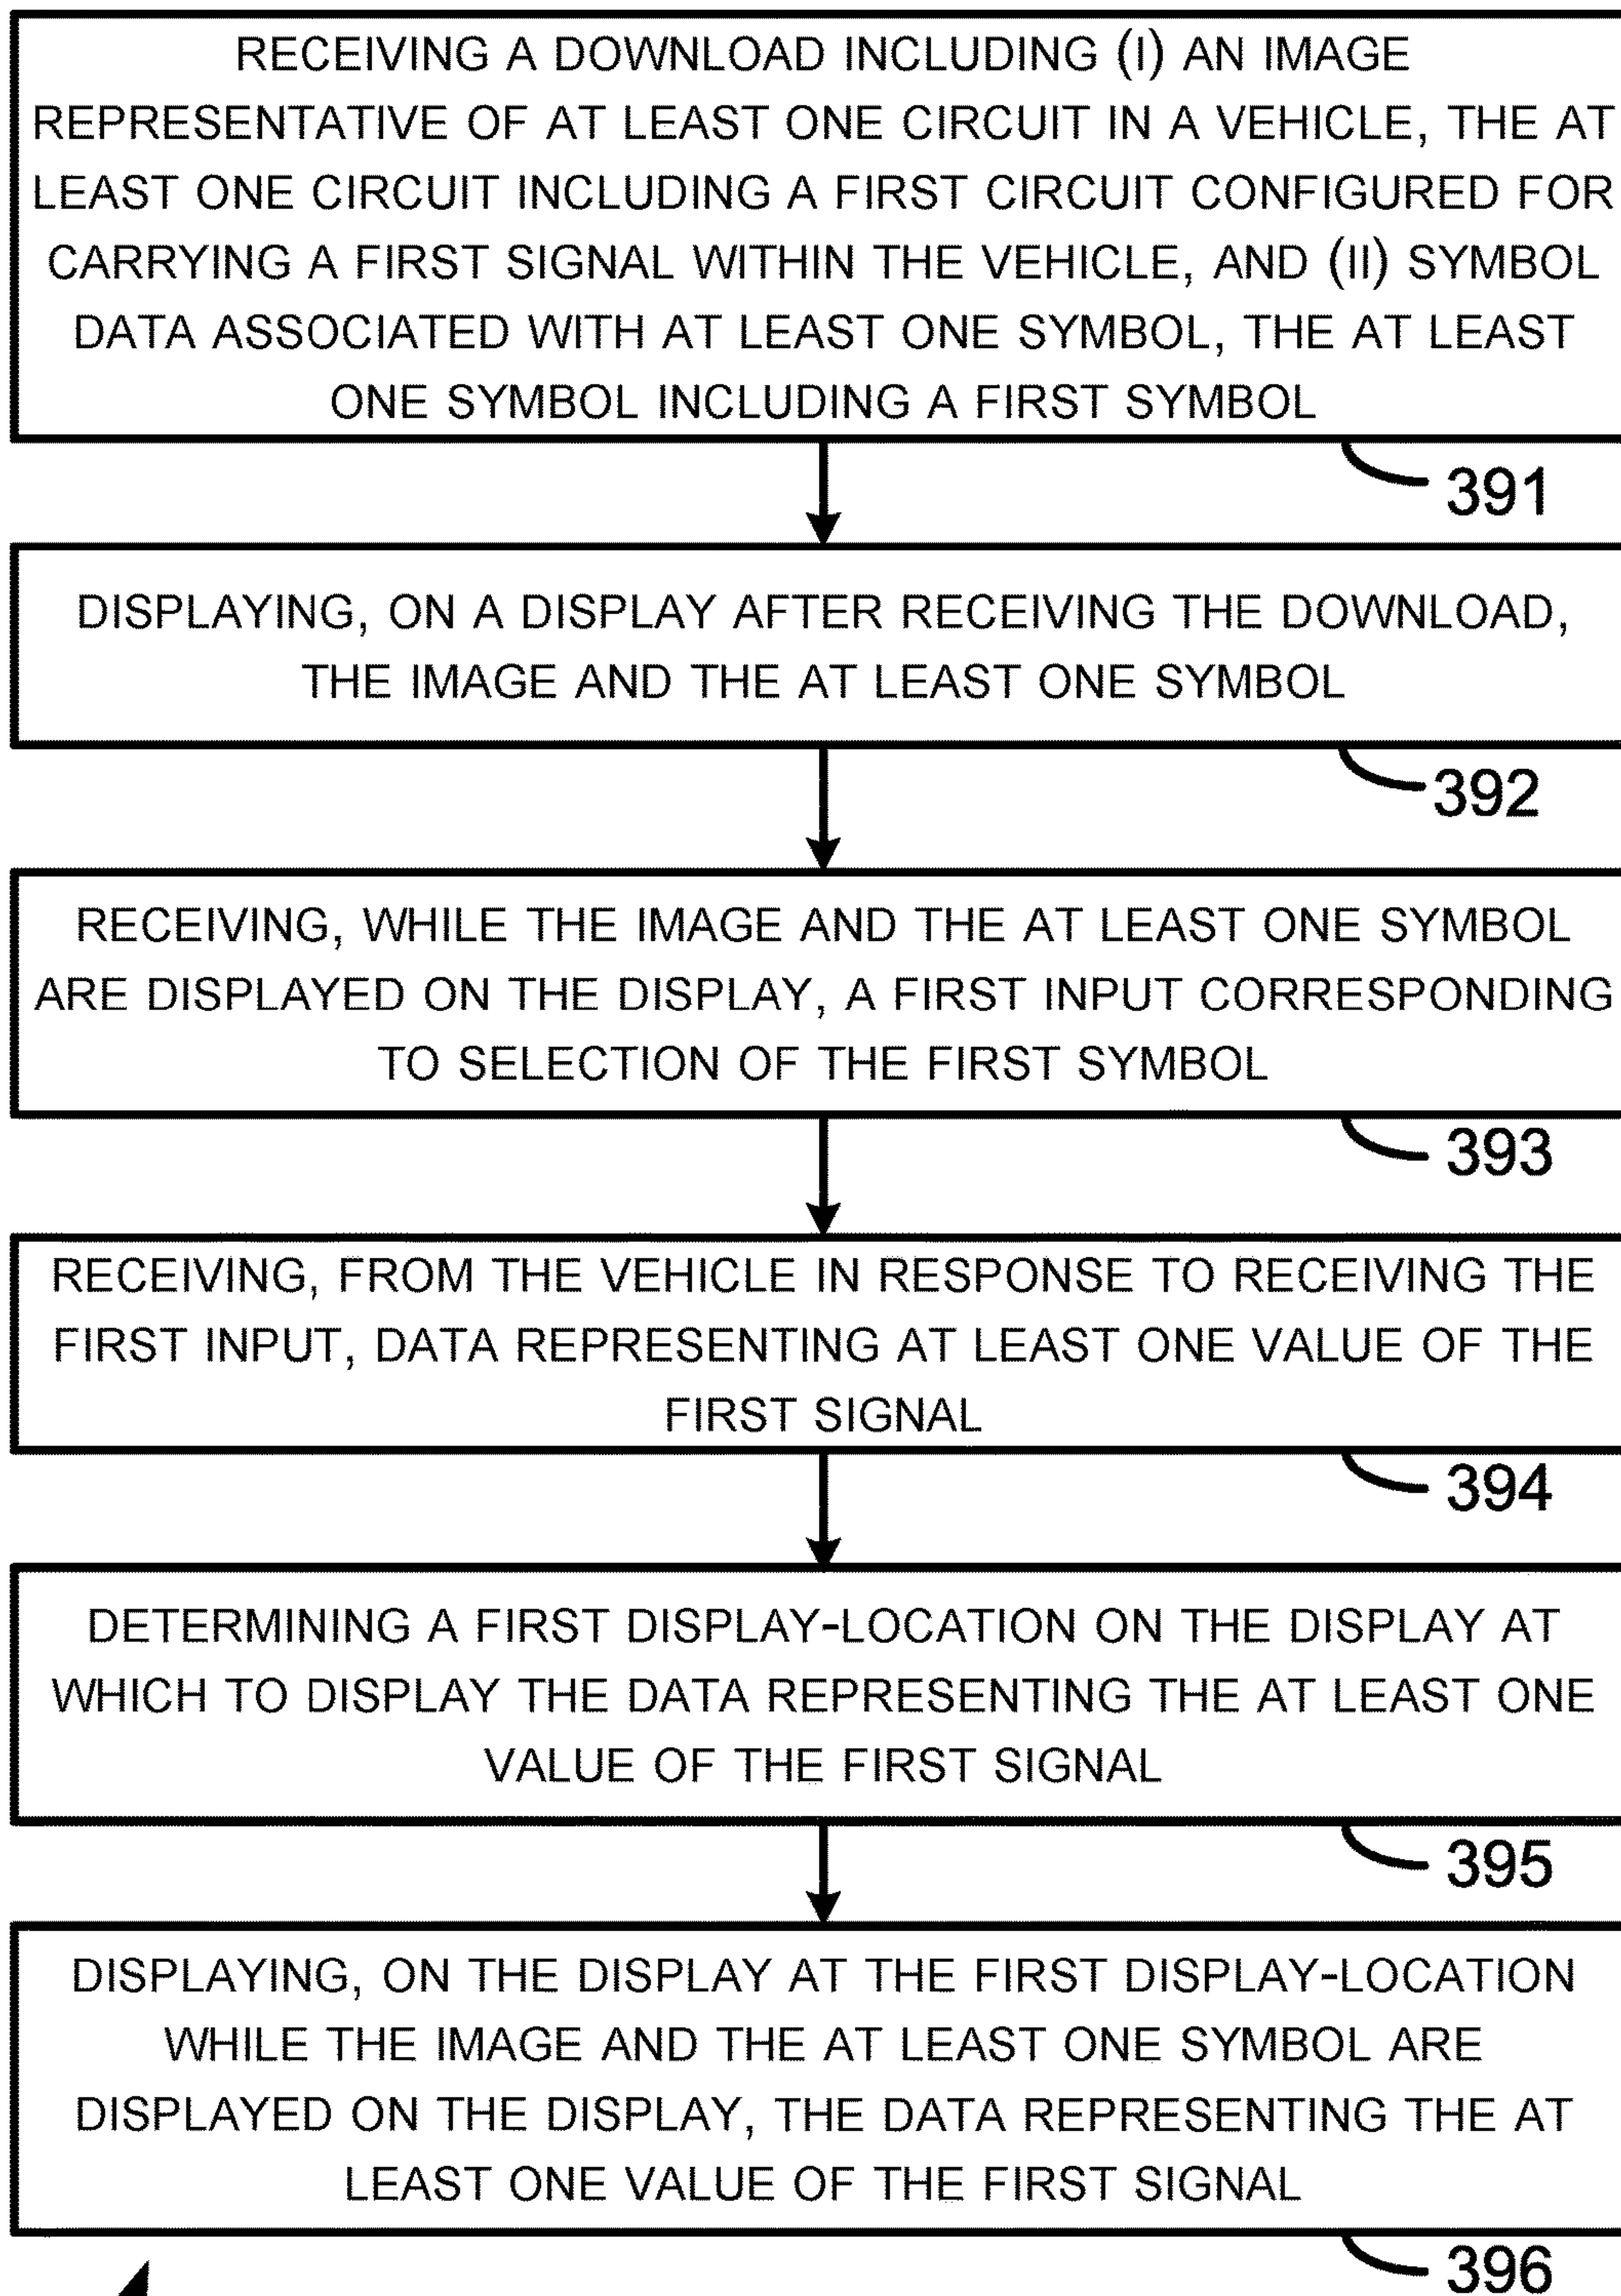 RECEIVING A DOWNLOAD INCLUDING (I) AN IMAGE
REPRESENTATIVE OF AT LEAST ONE CIRCUIT IN A VEHICLE, THE AT
LEAST ONE CIRCUIT INCLUDING A FIRST CIRCUIT CONFIGURED FOR
CARRYING A FIRST SIGNAL WITHIN THE VEHICLE, AND (II) SYMBOL
DATA ASSOCIATED WITH AT LEAST ONE SYMBOL, THE AT LEAST
ONE SYMBOL INCLUDING A FIRST SYMBOL
391
DISPLAYING, ON A DISPLAY AFTER RECEIVING THE DOWNLOAD,
THE IMAGE AND THE AT LEAST ONE SYMBOL
392
RECEIVING, WHILE THE IMAGE AND THE AT LEAST ONE SYMBOL
ARE DISPLAYED ON THE DISPLAY, A FIRST INPUT CORRESPONDING
TO SELECTION OF THE FIRST SYMBOL
393
RECEIVING, FROM THE VEHICLE IN RESPONSE TO RECEIVING THE
FIRST INPUT, DATA REPRESENTING AT LEAST ONE VALUE OF THE
FIRST SIGNAL
394
DETERMINING A FIRST DISPLAY-LOCATION ON THE DISPLAY AT
WHICH TO DISPLAY THE DATA REPRESENTING THE AT LEAST ONE
VALUE OF THE FIRST SIGNAL
395
DISPLAYING, ON THE DISPLAY AT THE FIRST DISPLAY-LOCATION
WHILE THE IMAGE AND THE AT LEAST ONE SYMBOL ARE
DISPLAYED ON THE DISPLAY, THE DATA REPRESENTING THE AT
LEAST ONE VALUE OF THE FIRST SIGNAL
396